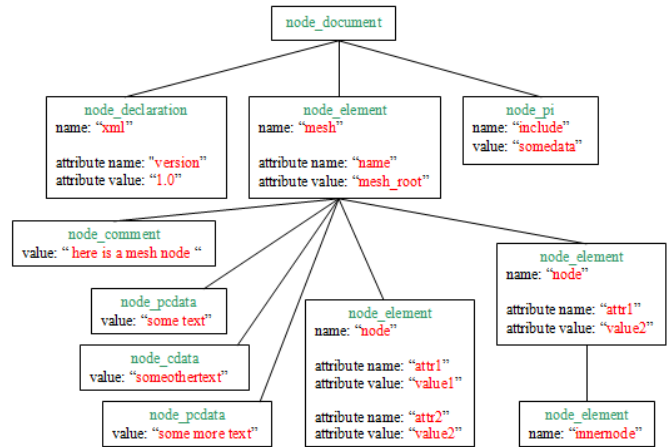 node_document
node_declaration
name: “xml”
attribute name: "version”
attribute value: “1.0”
node_element
name: “mesh”
attribute name: “name”
attribute value: “mesh_root”
node_pi
name: “include”
value: “somedata”
node_comment
value: “ here is a mesh node “
node_pcdata
value: “some text”
node_cdata
value: “someothertext”
node_pcdata
value: “some more text”
node_element
name: “node”
attribute name: “attr1”
attribute value: “value1”
attribute name: “attr2”
attribute value: “value2”
node_element
name: “node”
attribute name: “attr1”
attribute value: “value2”
node_element
name: “innernode”